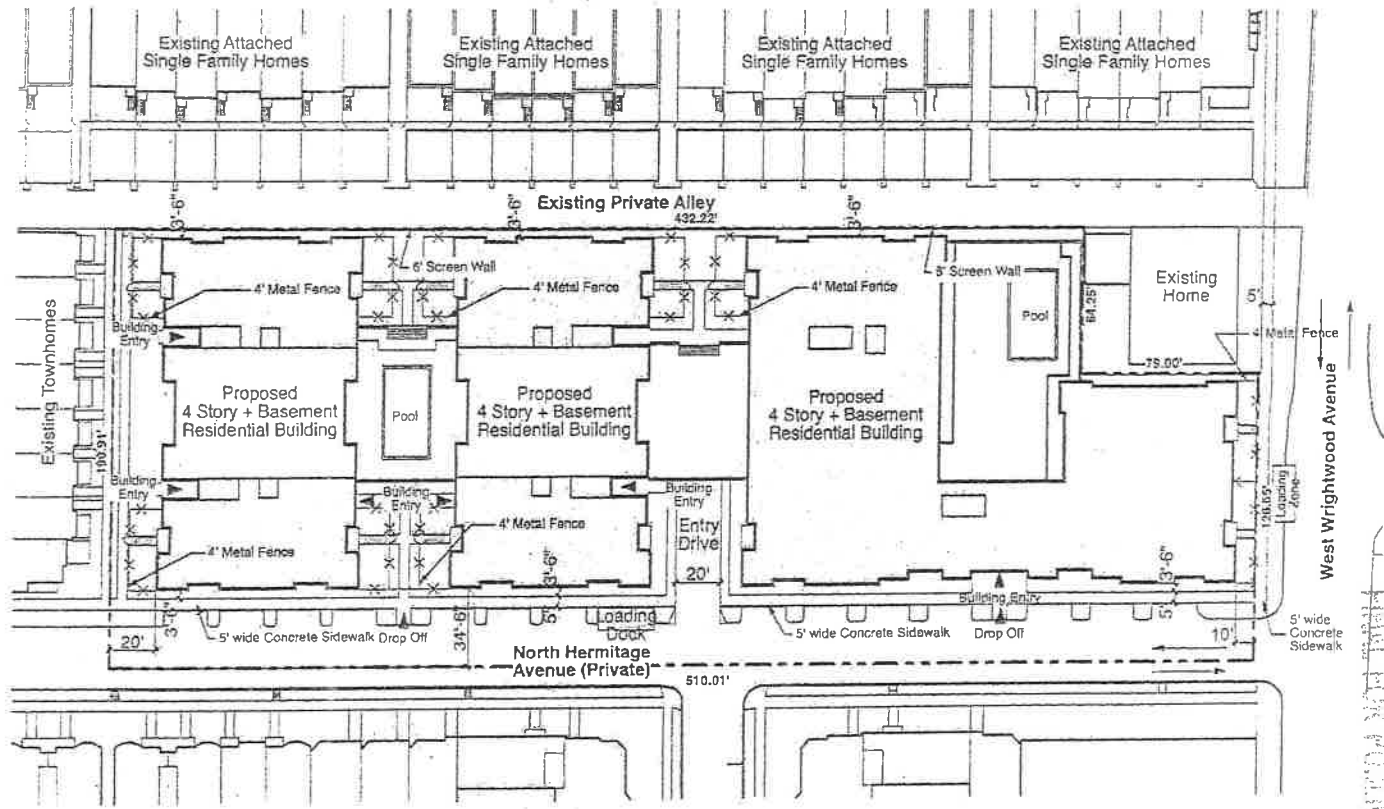 Existing Attached
Single Family Homes
Existing Attached
Single Family Homes
Existing Attached
Single Family Homes
Existing Attached
Single Family Homes
Existing Private Alley
432.22'
3'-6"
3'-6"
3'-6"
6' Screen Wall
4' Metal Fence
4' Metal Fence
8' Screen Wall
4' Metal Fence
Existing
Home
5'
64.25'
Pool
4' Metal Fence
79.00'
Building
Entry
Existing Townhomes
Proposed
4 Story + Basement
Residential Building
Pool
Proposed
4 Story + Basement
Residential Building
Proposed
4 Story + Basement
Residential Building
West Wrightwood Avenue
Building
Entry
Building
Entry
Building
Entry
Entry
Drive
20'
Loading
Zone
4' Metal Fence
4' Metal Fence
3'-6"
3'-6"
3'-6"
5'
5'
Building Entry
20'
5' wide Concrete Sidewalk
Drop Off
34'-6"
Loading
Dock
5' wide Concrete Sidewalk
Drop Off
10'
5' wide
Concrete
Sidewalk
North Hermitage
Avenue (Private)
510.01'